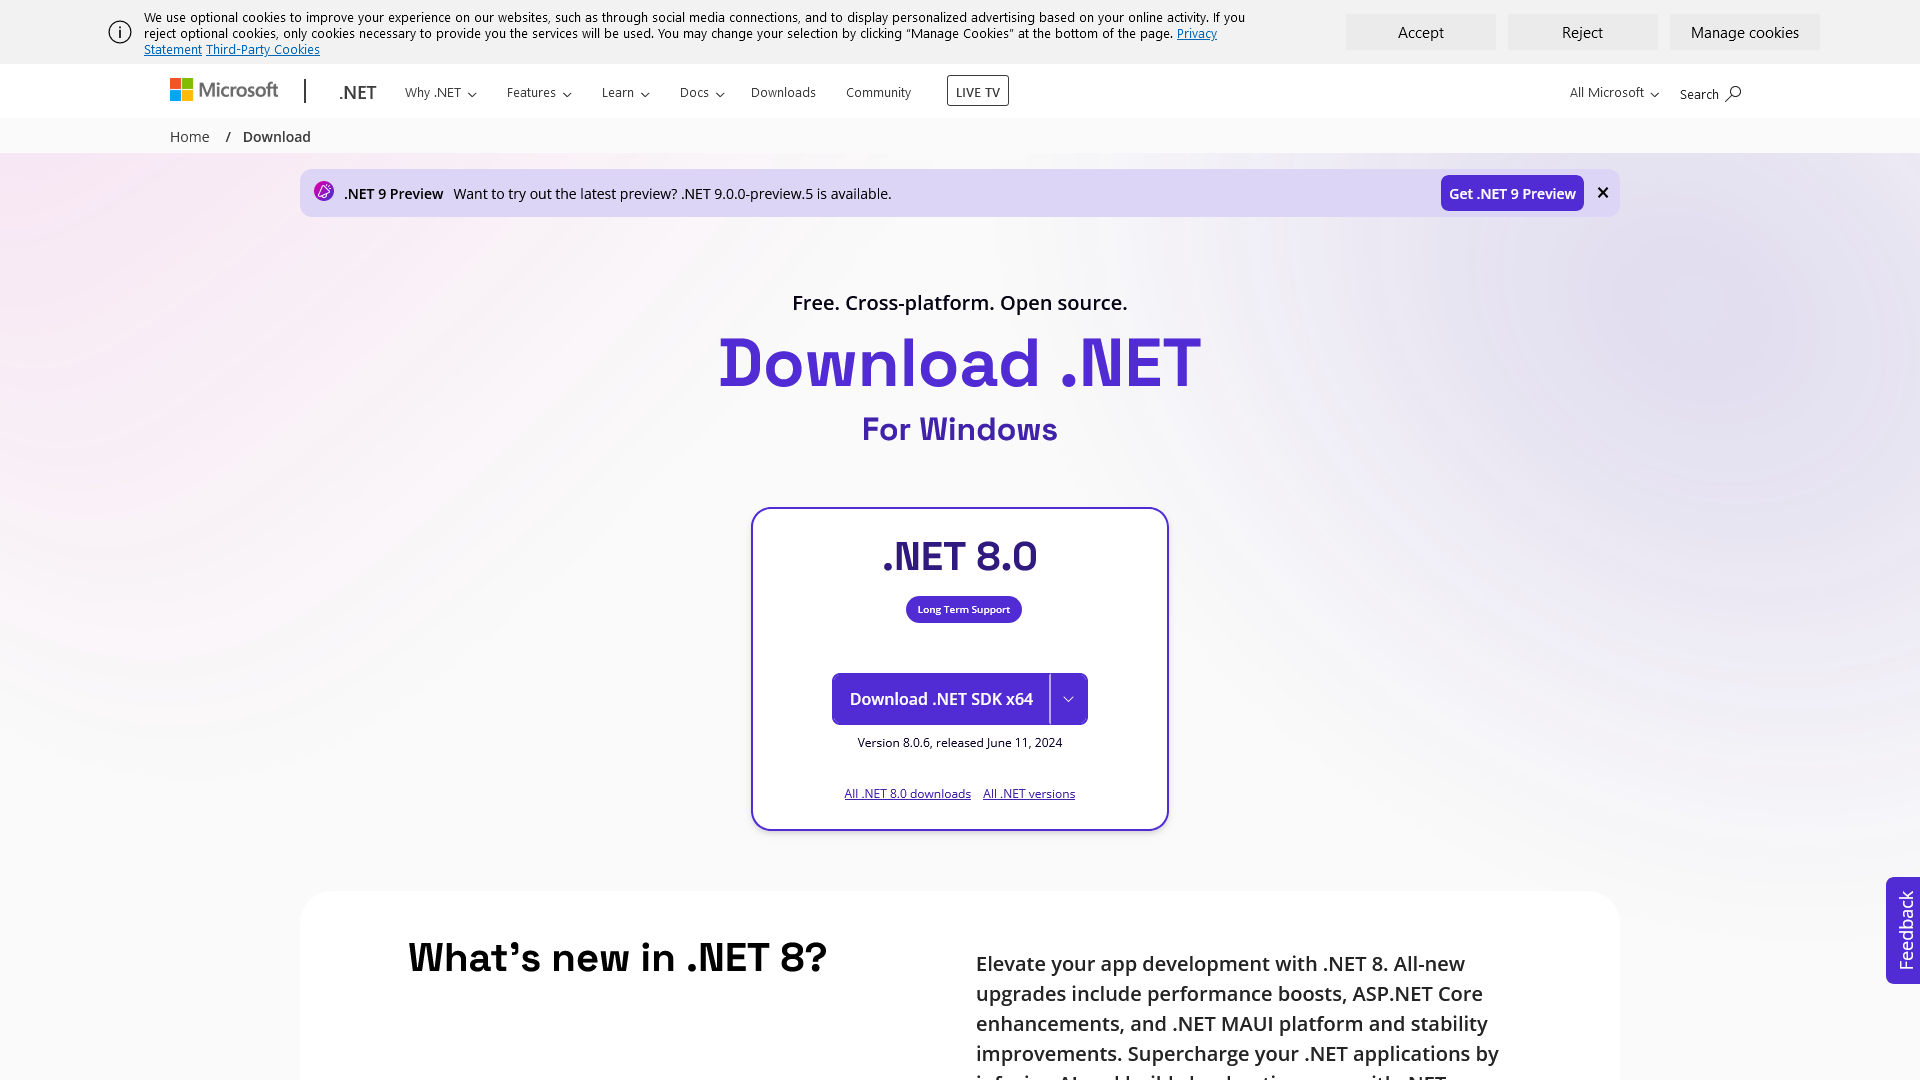 We use optional cookies to improve your experience on our websites, such as through social media connections, and to display personalized advertising based on your online activity. If you
reject optional cookies, only cookies necessary to provide you the services will be used. You may change your selection by clicking “Manage Cookies” at the bottom of the page. Privacy
Statement Third-Party Cookies
Accept
Reject
Manage cookies
Microsoft
.NET
Why .NET
Features
Learn
Docs
Downloads
Community
LIVE TV
All Microsoft
Search
Home / Download
.NET 9 Preview Want to try out the latest preview? .NET 9.0.0-preview.5 is available.
Get .NET 9 Preview
Free. Cross-platform. Open source.
Download .NET
For Windows
.NET 8.0
Long Term Support
Download .NET SDK x64
Version 8.0.6, released June 11, 2024
All .NET 8.0 downloads
All .NET versions
Feedback
What's new in .NET 8?
Elevate your app development with .NET 8. All-new
upgrades include performance boosts, ASP.NET Core
enhancements, and .NET MAUI platform and stability
improvements. Supercharge your .NET applications by